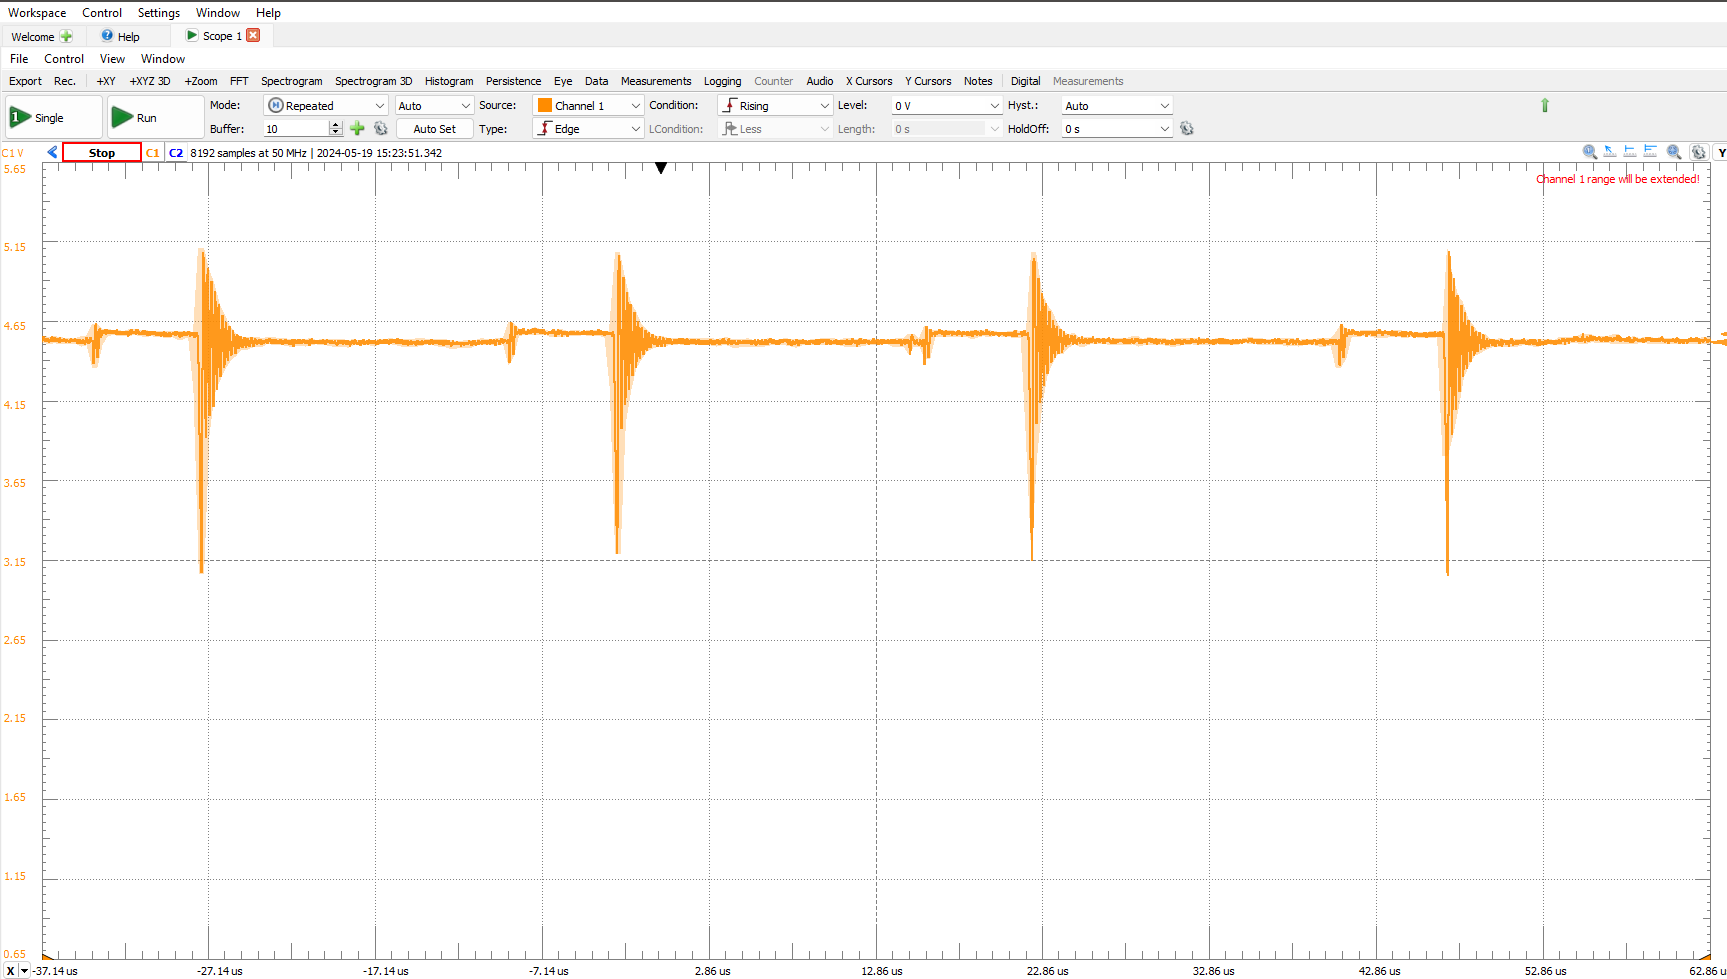 Workspace Control Settings Window Help
Welcome Help Scope 1
File Control View Window
Export Rec. +XY +XYZ 3D +Zoom FFT Spectrogram Spectrogram 3D Histogram Persistence Eye Data Measurements Logging Counter Audio X Cursors Y Cursors Notes Digital Measurements
1 Single Run Mode: Repeated Auto Source: Channel 1 Condition: Rising Level: 0 V Hyst.: Auto
Buffer: 10 Auto Set Type: Edge LCondition: Less Length: 0 s HoldOff: 0 s
C1 V Stop C1 C2 8192 samples at 50 MHz | 2024-05-19 15:23:51.342 Y
Channel 1 range will be extended!
5.65
5.15
4.65
4.15
3.65
3.15
2.65
2.15
1.65
1.15
0.65
X -37.14 us -27.14 us -17.14 us -7.14 us 2.86 us 12.86 us 22.86 us 32.86 us 42.86 us 52.86 us 62.86 u